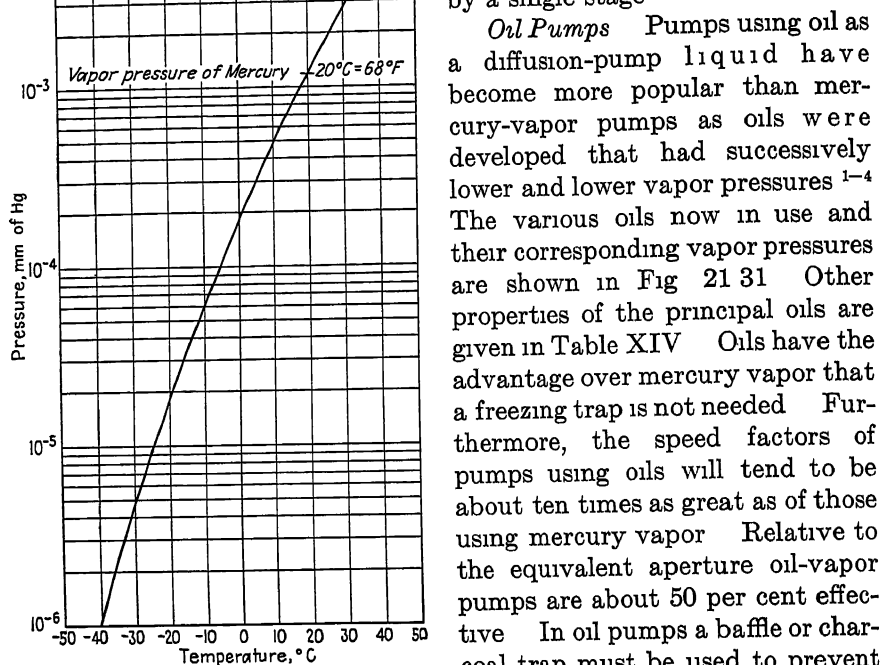 Vapor pressure of Mercury
20°C=68°F
10-3
10-4
10-5
10-6
Pressure, mm of Hg
-50 -40 -30 -20 -10 0 10 20 30 40 50
Temperature, °C
by a single stage
Oil Pumps Pumps using oil as
a diffusion-pump liquid have
become more popular than mer-
cury-vapor pumps as oils were
developed that had successively
lower and lower vapor pressures 1–4
The various oils now in use and
their corresponding vapor pressures
are shown in Fig 21 31 Other
properties of the principal oils are
given in Table XIV Oils have the
advantage over mercury vapor that
a freezing trap is not needed Fur-
thermore, the speed factors of
pumps using oils will tend to be
about ten times as great as of those
using mercury vapor Relative to
the equivalent aperture oil-vapor
pumps are about 50 per cent effec-
tive In oil pumps a baffle or char-
coal trap must be used to prevent